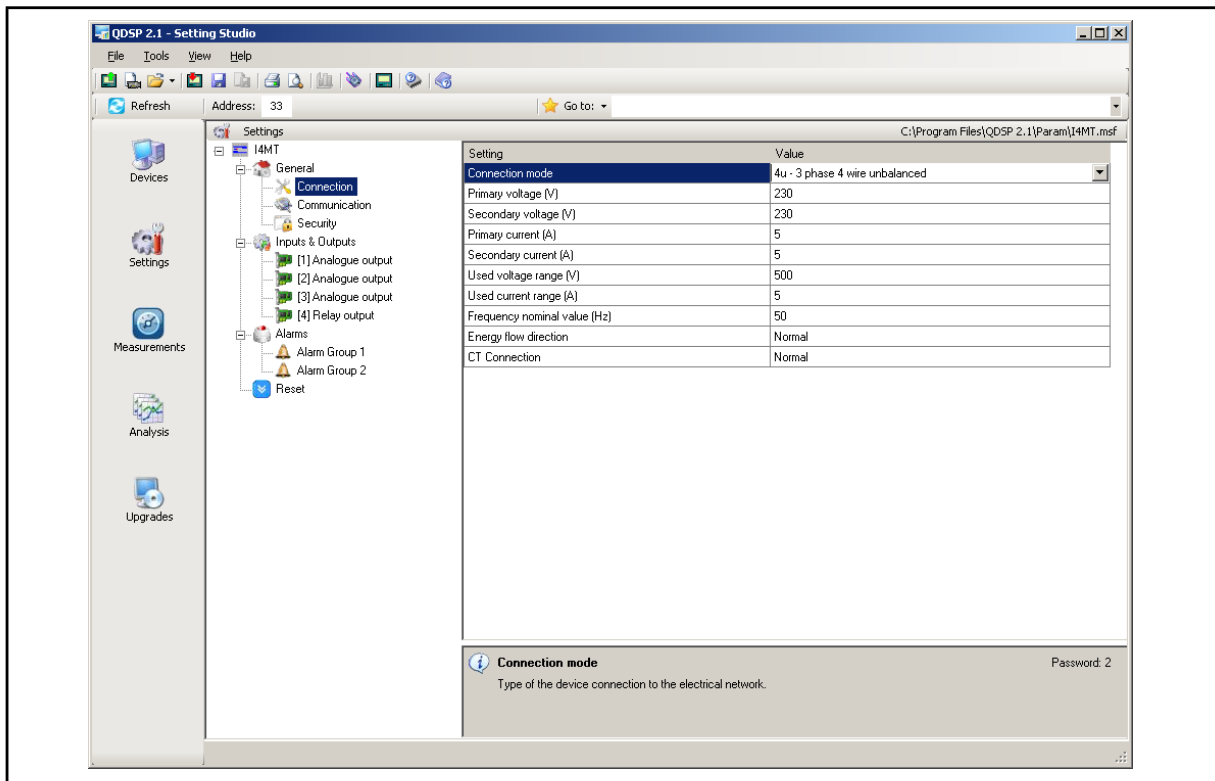 QDSP 2.1 - Setting Studio
File Tools View Help
Refresh Address: 33 Go to:
Settings C:\Program Files\QDSP 2.1\Param\I4MT.msf
Devices
Settings
Measurements
Analysis
Upgrades
I4MT
General
Connection
Communication
Security
Inputs & Outputs
[1] Analogue output
[2] Analogue output
[3] Analogue output
[4] Relay output
Alarms
Alarm Group 1
Alarm Group 2
Reset
Setting Value
Connection mode 4u - 3 phase 4 wire unbalanced
Primary voltage (V) 230
Secondary voltage (V) 230
Primary current (A) 5
Secondary current (A) 5
Used voltage range (V) 500
Used current range (A) 5
Frequency nominal value (Hz) 50
Energy flow direction Normal
CT Connection Normal
Connection mode Password: 2
Type of the device connection to the electrical network.